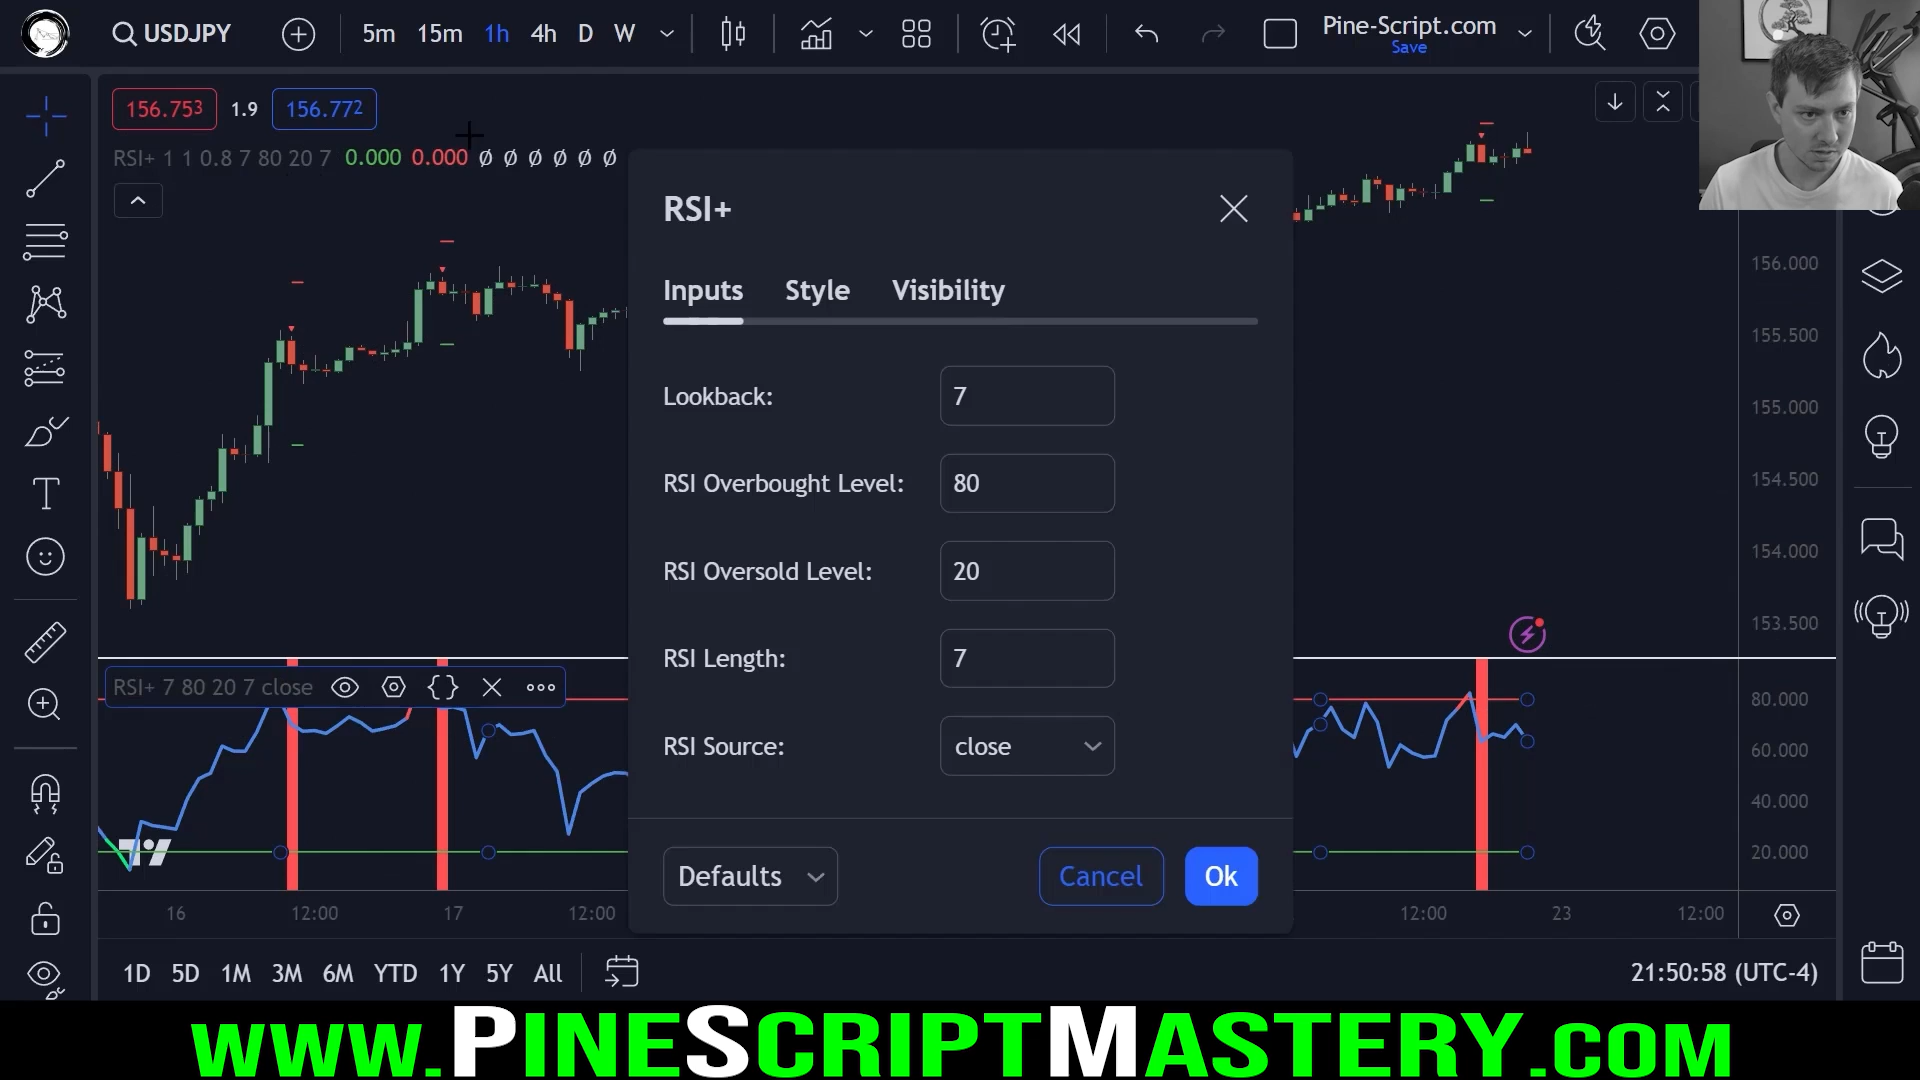 USDJPY 5m 15m 1h 4h D W Pine-Script.com
Save
156.753 1.9 156.772
RSI+ 1 1 0.8 7 80 20 7 0.000 0.000 Ø Ø Ø Ø Ø Ø
RSI+
Inputs Style Visibility
Lookback: 7
RSI Overbought Level: 80
RSI Oversold Level: 20
RSI Length: 7
RSI Source: close
Defaults Cancel Ok
156.000
155.500
155.000
154.500
154.000
153.500
RSI+ 7 80 20 7 close
80.000
60.000
40.000
20.000
16 12:00 17 12:00 12:00 23 12:00
1D 5D 1M 3M 6M YTD 1Y 5Y All 21:50:58 (UTC-4)
www.PineScriptMastery.com